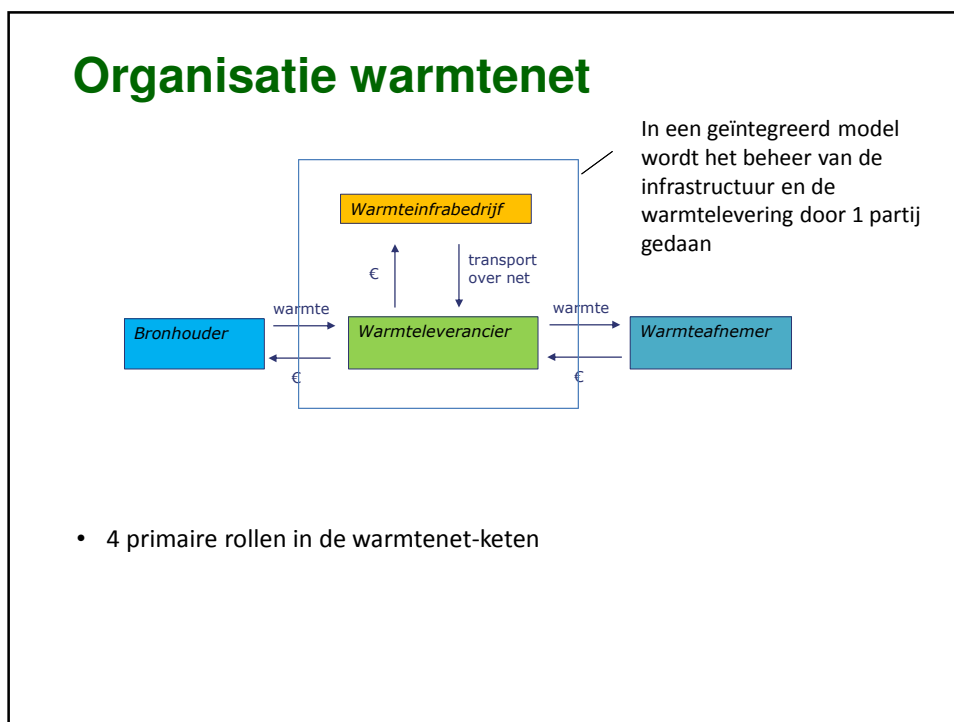 Organisatie warmtenet
In een geïntegreerd model
wordt het beheer van de
infrastructuur en de
warmtelevering door 1 partij
gedaan
Warmteinfrabedrijf
€
transport
over net
warmte
warmte
Bronhouder
Warmteleverancier
Warmteafnemer
€
€
• 4 primaire rollen in de warmtenet-keten